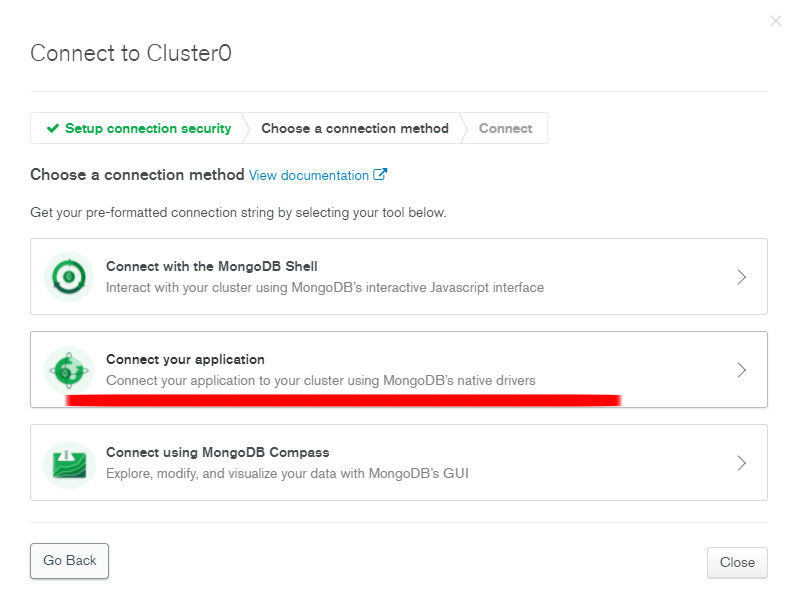 Connect to Cluster0
Setup connection security Choose a connection method Connect
Choose a connection method View documentation
Get your pre-formatted connection string by selecting your tool below.
Connect with the MongoDB Shell
Interact with your cluster using MongoDB's interactive Javascript interface
Connect your application
Connect your application to your cluster using MongoDB's native drivers
Connect using MongoDB Compass
Explore, modify, and visualize your data with MongoDB's GUI
Go Back Close